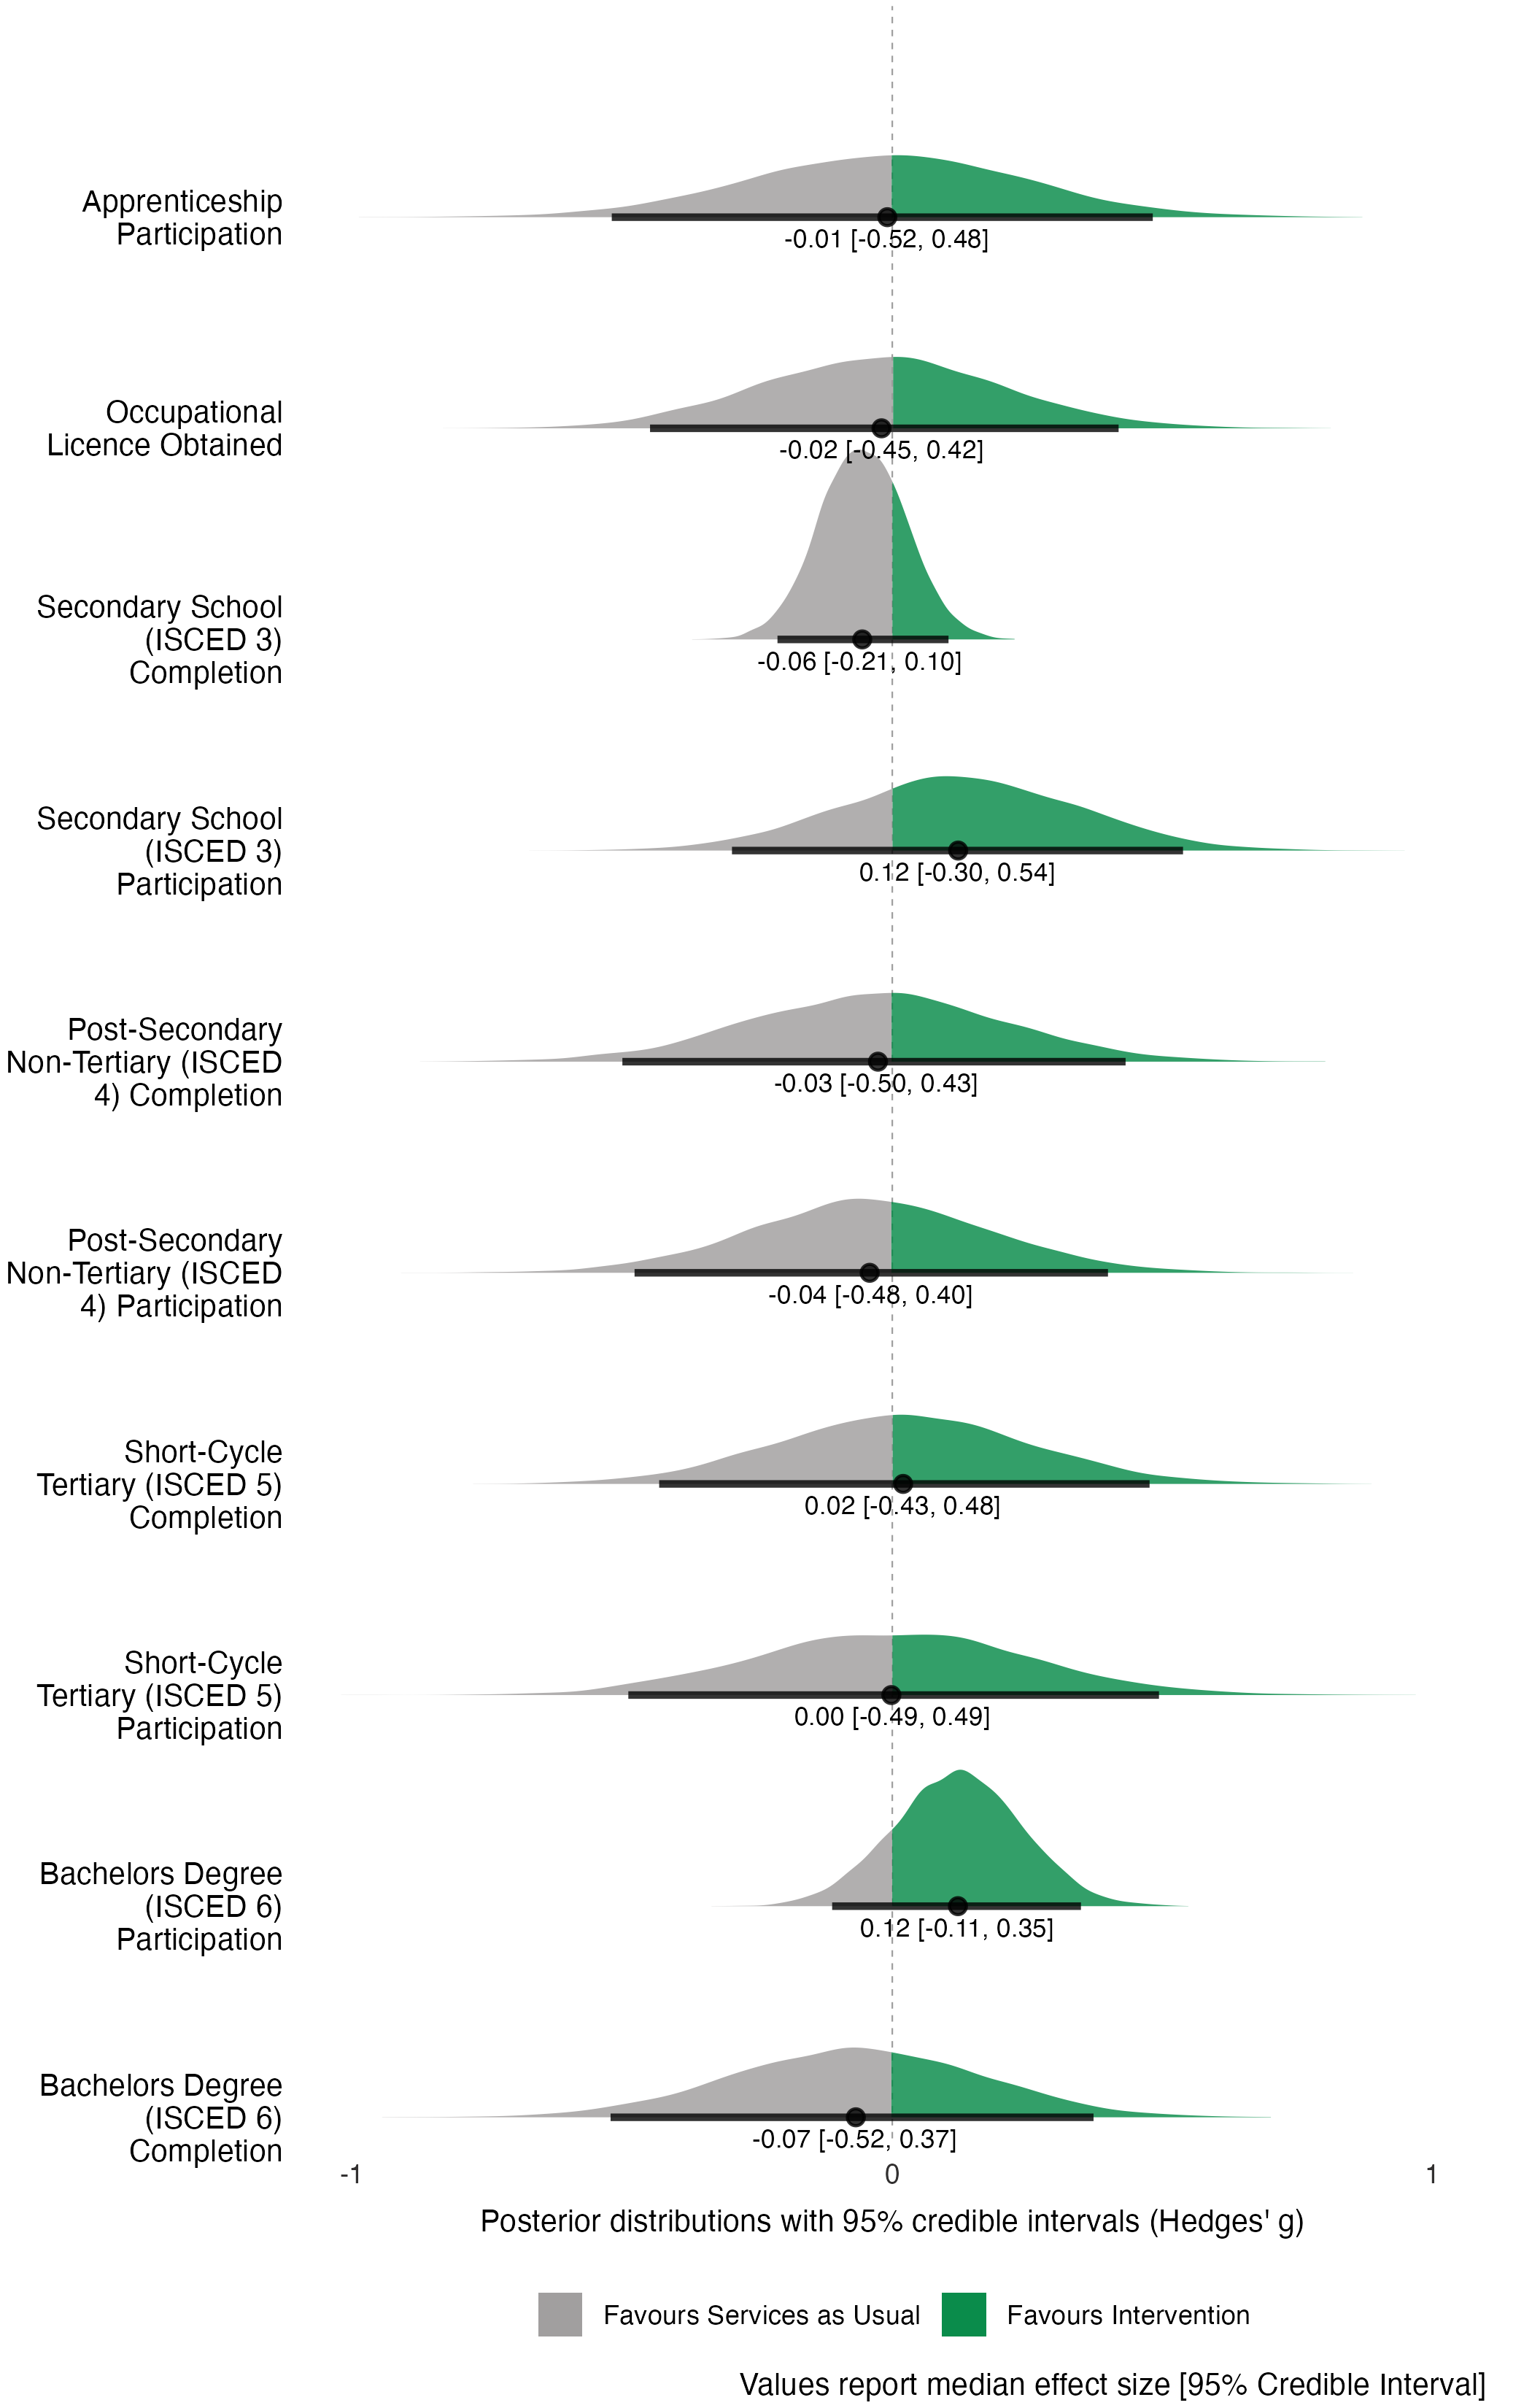 Apprenticeship
Participation
-0.01 [-0.52, 0.48]
Occupational
Licence Obtained
-0.02 [-0.45, 0.42]
Secondary School
(ISCED 3)
Completion
-0.06 [-0.21, 0.10]
Secondary School
(ISCED 3)
Participation
0.12 [-0.30, 0.54]
Post-Secondary
Non-Tertiary (ISCED
4) Completion
-0.03 [-0.50, 0.43]
Post-Secondary
Non-Tertiary (ISCED
4) Participation
-0.04 [-0.48, 0.40]
Short-Cycle
Tertiary (ISCED 5)
Completion
0.02 [-0.43, 0.48]
Short-Cycle
Tertiary (ISCED 5)
Participation
0.00 [-0.49, 0.49]
Bachelors Degree
(ISCED 6)
Participation
0.12 [-0.11, 0.35]
Bachelors Degree
(ISCED 6)
Completion
-0.07 [-0.52, 0.37]
-1 0 1
Posterior distributions with 95% credible intervals (Hedges' g)
Favours Services as Usual Favours Intervention
Values report median effect size [95% Credible Interval]